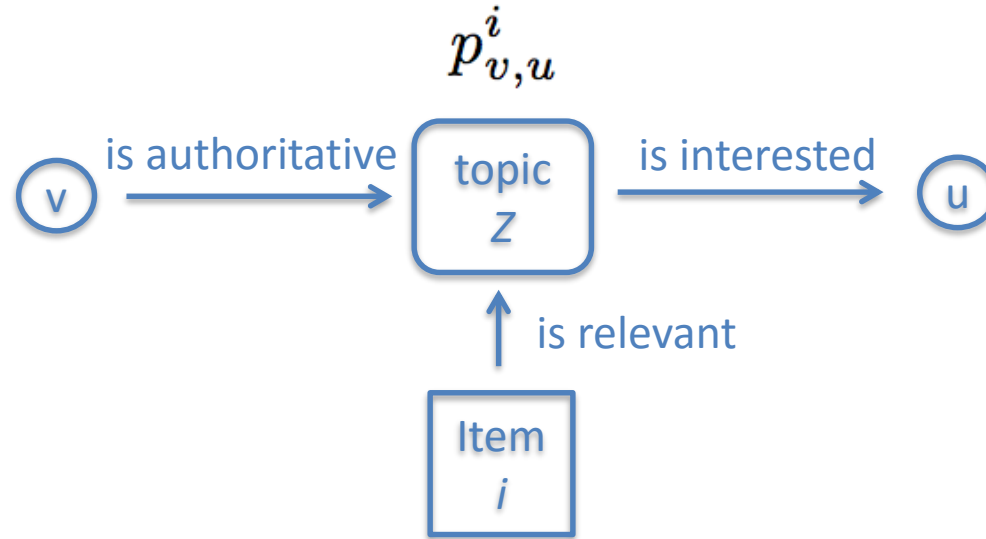 p^i_{v,u}
is authoritative
is interested
v
topic
Z
u
is relevant
Item
i